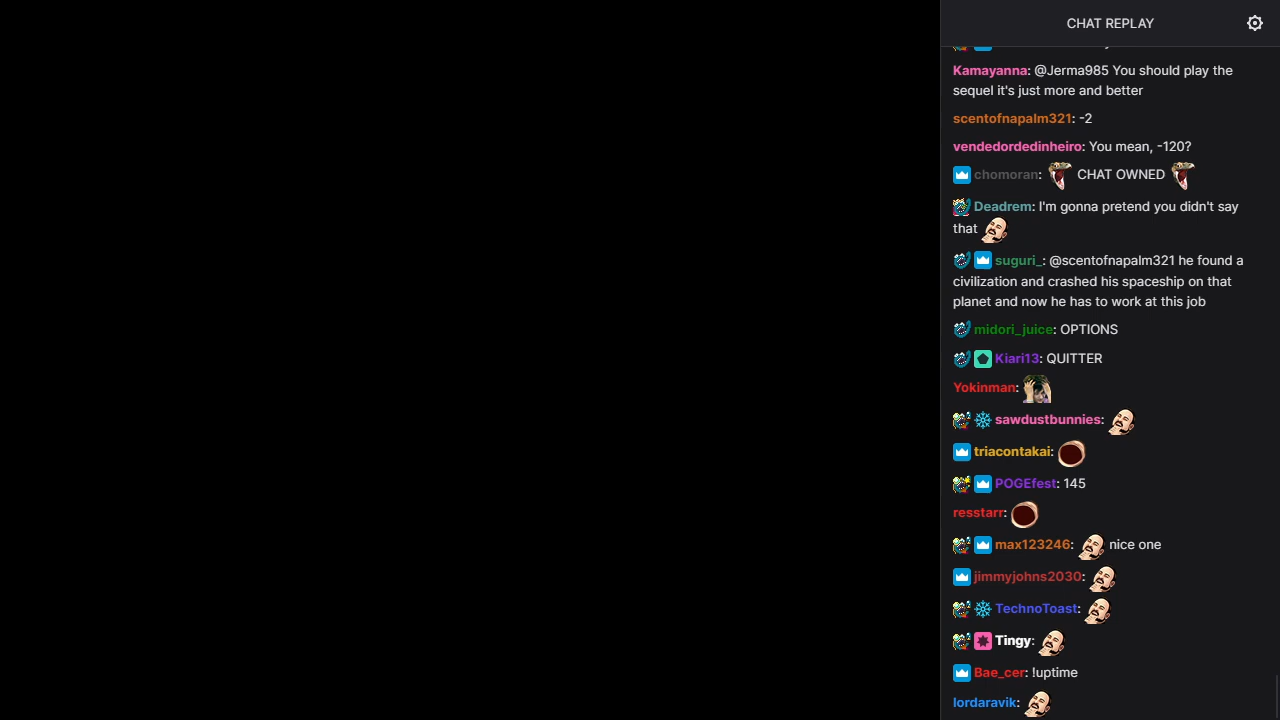 CHAT REPLAY
Kamayanna: @Jerma985 You should play the
sequel it's just more and better
scentofnapalm321: -2
vendedordedinheiro: You mean, -120?
chomoran: CHAT OWNED
Deadrem: I'm gonna pretend you didn't say
that
suguri_: @scentofnapalm321 he found a
civilization and crashed his spaceship on that
planet and now he has to work at this job
midori_juice: OPTIONS
Kiari13: QUITTER
Yokinman:
sawdustbunnies:
triacontakai:
POGEfest: 145
resstarr:
max123246: nice one
jimmyjohns2030:
TechnoToast:
Tingy:
Bae_cer: !uptime
lordaravik: